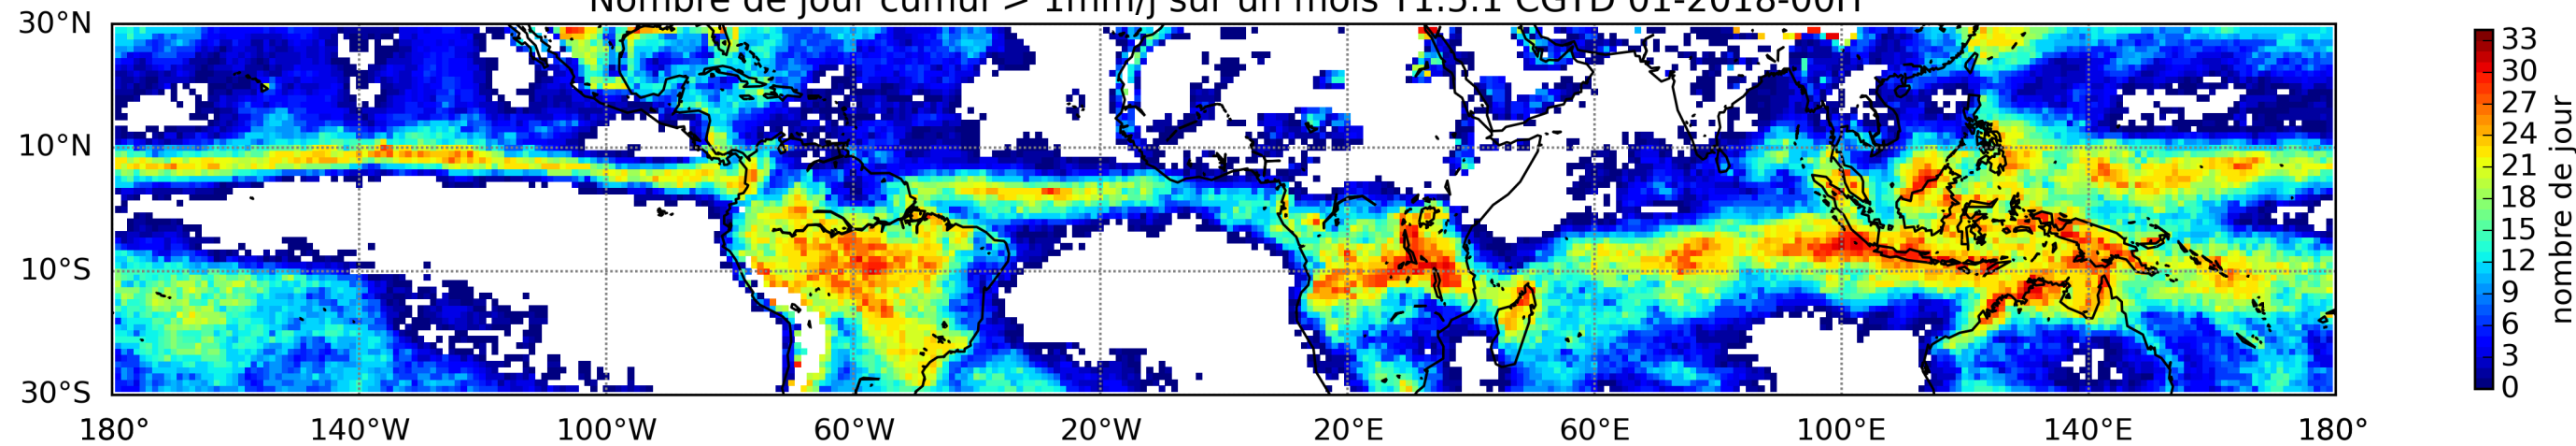 Nombre de jour cumul > 1mm/j sur un mois T1.5.1 CGTD 01-2018-00H
30°N
10°N
10°S
30°S
180° 140°W 100°W 60°W 20°W 20°E 60°E 100°E 140°E 180°
33
30
27
24
21
18
15
12
9
6
3
0
nombre de jour